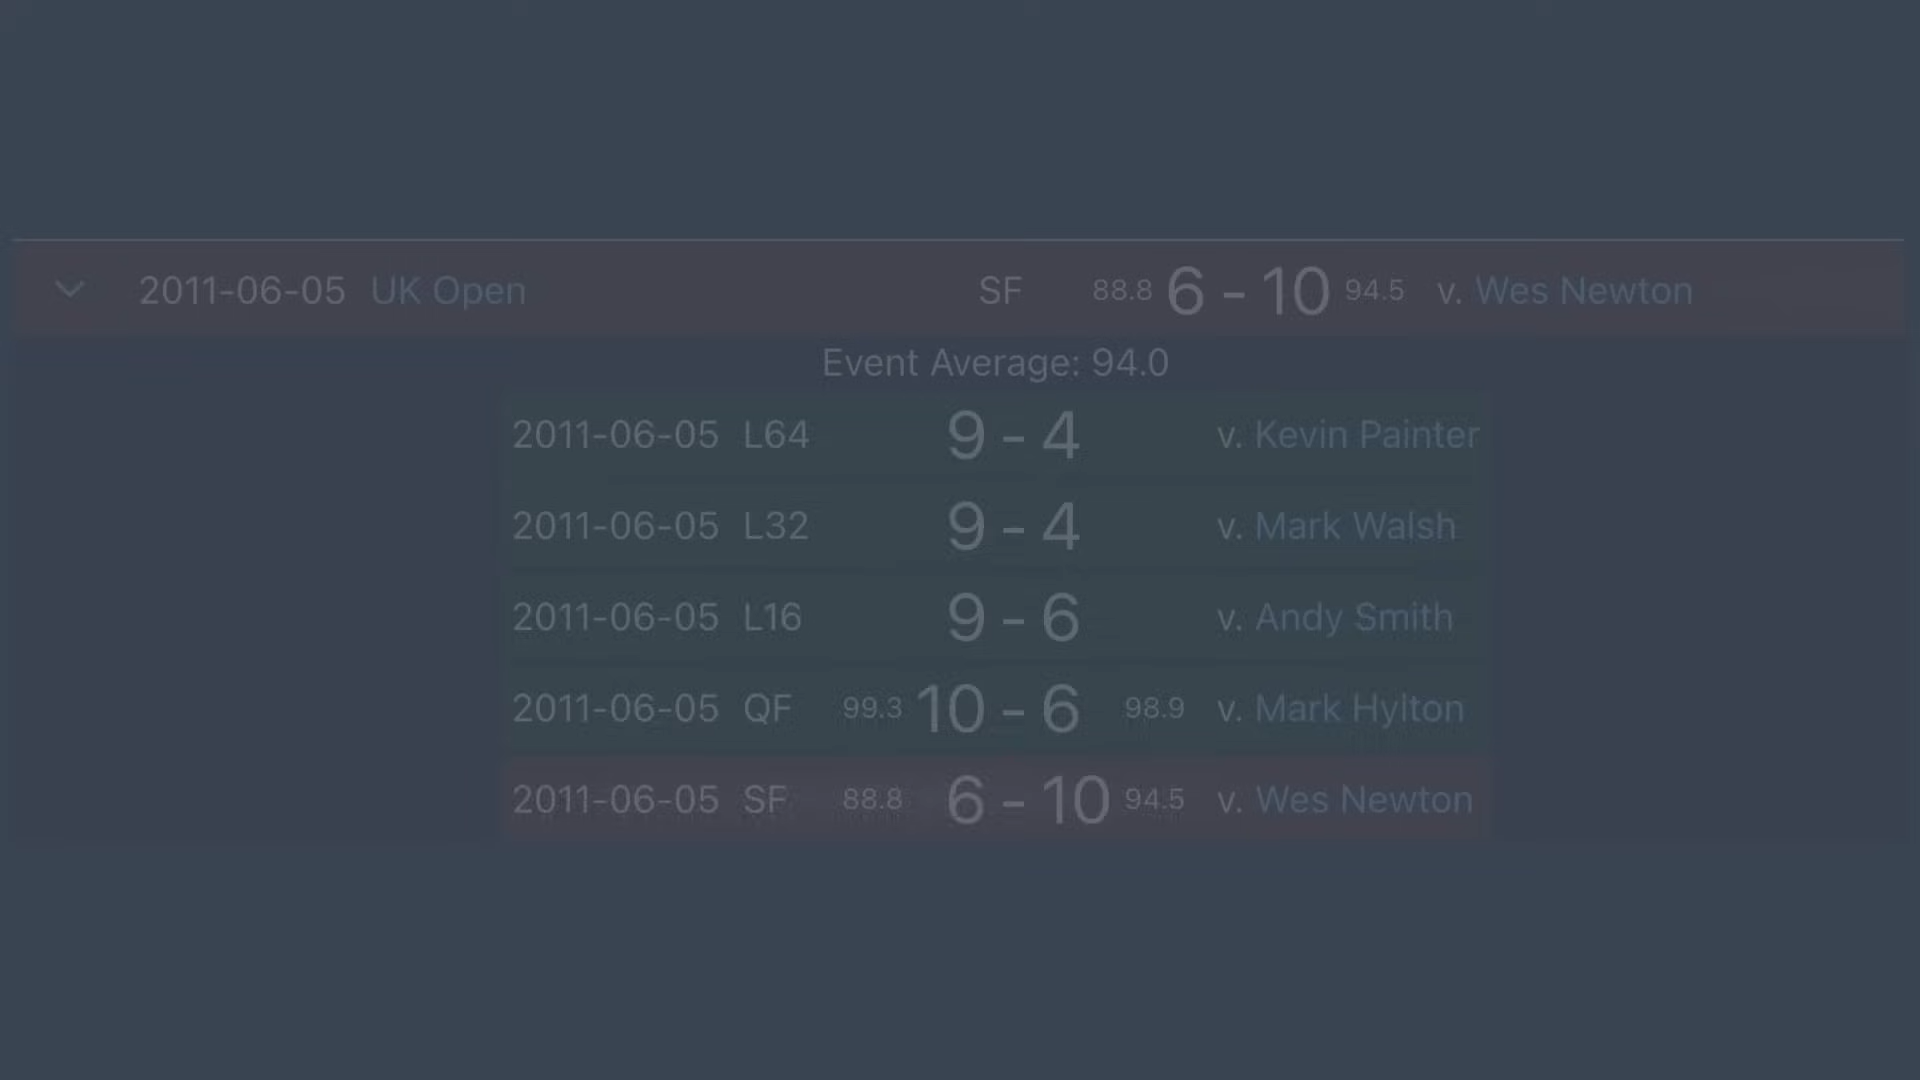 2011-06-05 UK Open SF 88.8 6 - 10 94.5 v. Wes Newton
Event Average: 94.0
2011-06-05 L64 9 - 4 v. Kevin Painter
2011-06-05 L32 9 - 4 v. Mark Walsh
2011-06-05 L16 9 - 6 v. Andy Smith
2011-06-05 QF 99.3 10 - 6 98.9 v. Mark Hylton
2011-06-05 SF 88.8 6 - 10 94.5 v. Wes Newton